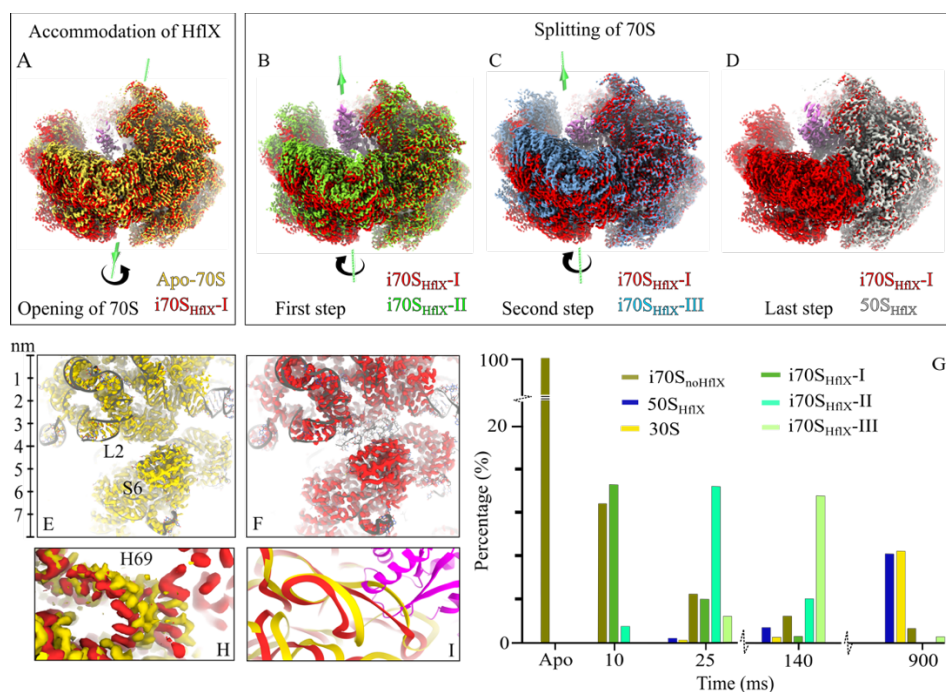 Accommodation of HflX
A
Apo-70S
Opening of 70S i70SHflX-I
Splitting of 70S
B
i70SHflX-I
First step i70SHflX-II
C
i70SHflX-I
Second step i70SHflX-III
D
i70SHflX-I
Last step 50SHflX
nm
1
2
3
4
5
6
7
L2
S6
E
F
H69
H
I
G
100
20
0
Percentage (%)
i70SnoHflX
50SHflX
30S
i70SHflX-I
i70SHflX-II
i70SHflX-III
Apo 10 25 140 900
Time (ms)